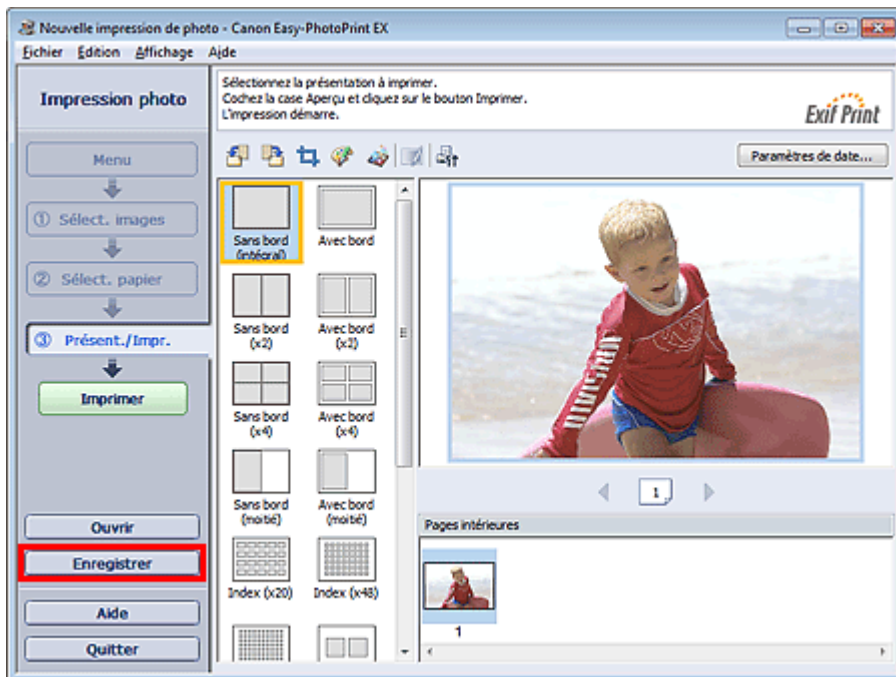 Nouvelle impression de photo - Canon Easy-PhotoPrint EX
Fichier Édition Affichage Aide
Impression photo
Sélectionnez la présentation à imprimer.
Cochez la case Aperçu et cliquez sur le bouton Imprimer.
L'impression démarre.
Exif Print
Menu
① Sélect. images
② Sélect. papier
③ Présent./Impr.
Imprimer
Ouvrir
Enregistrer
Aide
Quitter
Paramètres de date...
Sans bord (intégral)
Avec bord
Sans bord (x2)
Avec bord (x2)
Sans bord (x4)
Avec bord (x4)
Sans bord (moitié)
Avec bord (moitié)
Index (x20)
Index (x48)
1
Pages intérieures
1